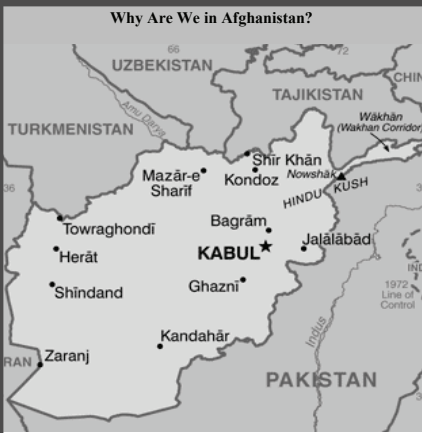 Why Are We in Afghanistan?
66
72
UZBEKISTAN
CHIN
TAJIKISTAN
Amu Darya
Wākhān
(Wakhan Corridor)
TURKMENISTAN
Shīr Khān
Mazār-e
Sharīf
Kondoz
Nowshāk
36
HINDU KUSH
Bagrām
Towraghondī
KABUL
Jalālābād
Herāt
IND
Shīndand
Ghaznī
1972
Line of
Control
Indus
Kandahār
RAN
Zaranj
PAKISTAN